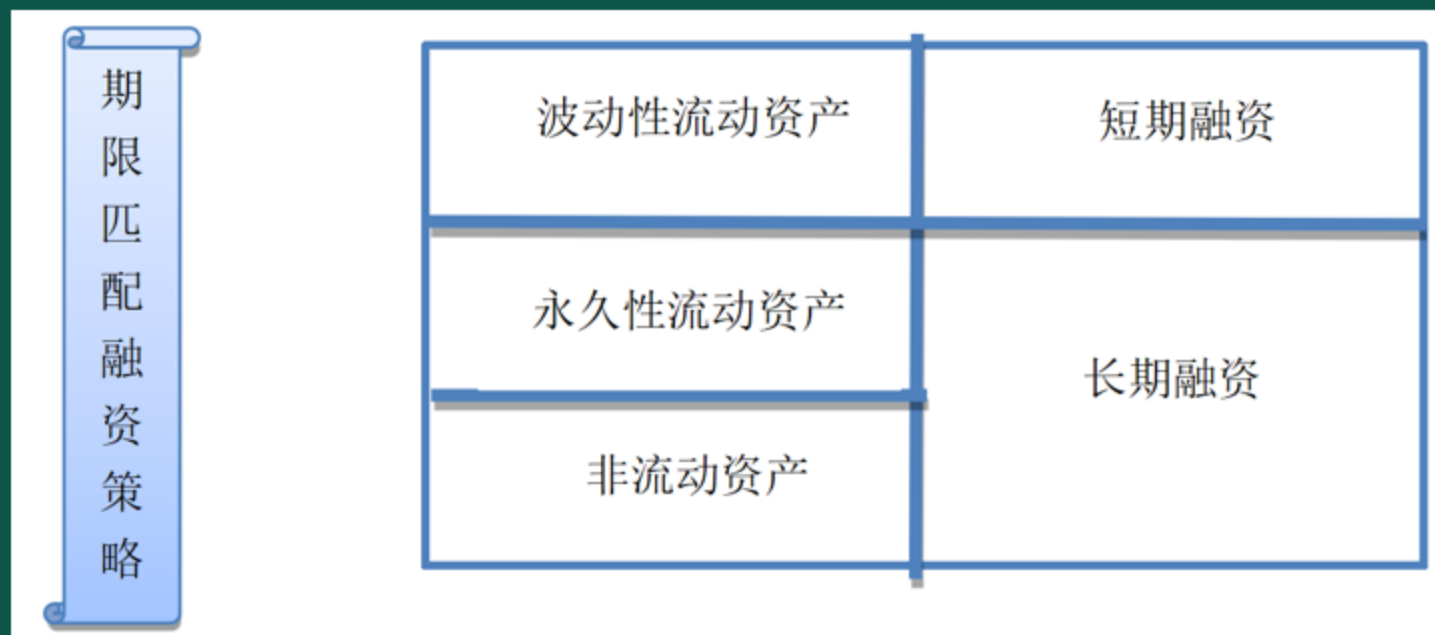 期限匹配融资策略
波动性流动资产
短期融资
永久性流动资产
长期融资
非流动资产